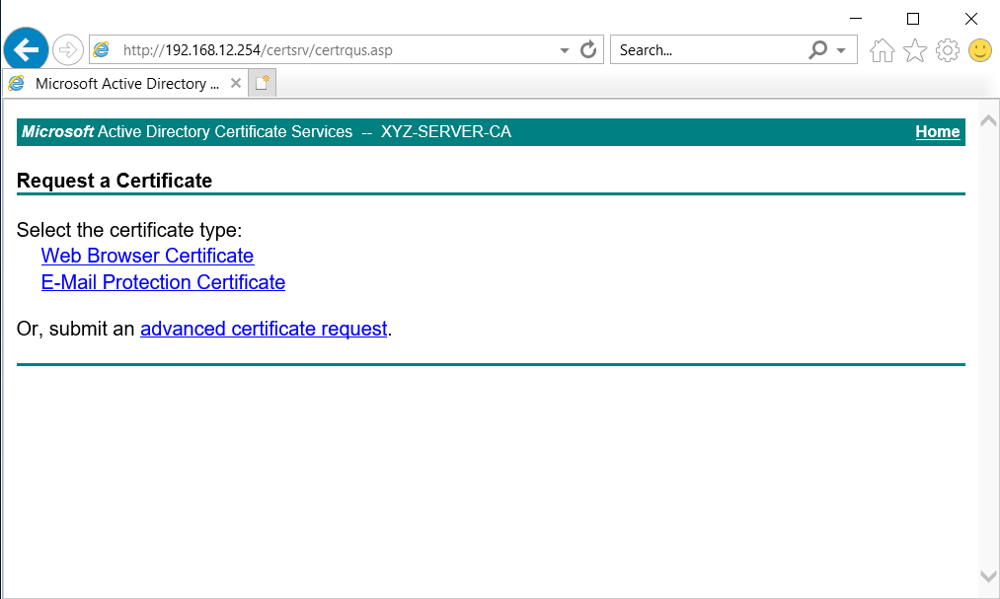 http://192.168.12.254/certsrv/certrqus.asp
Search...
Microsoft Active Directory ...
Microsoft Active Directory Certificate Services -- XYZ-SERVER-CA
Home
Request a Certificate
Select the certificate type:
Web Browser Certificate
E-Mail Protection Certificate
Or, submit an advanced certificate request.